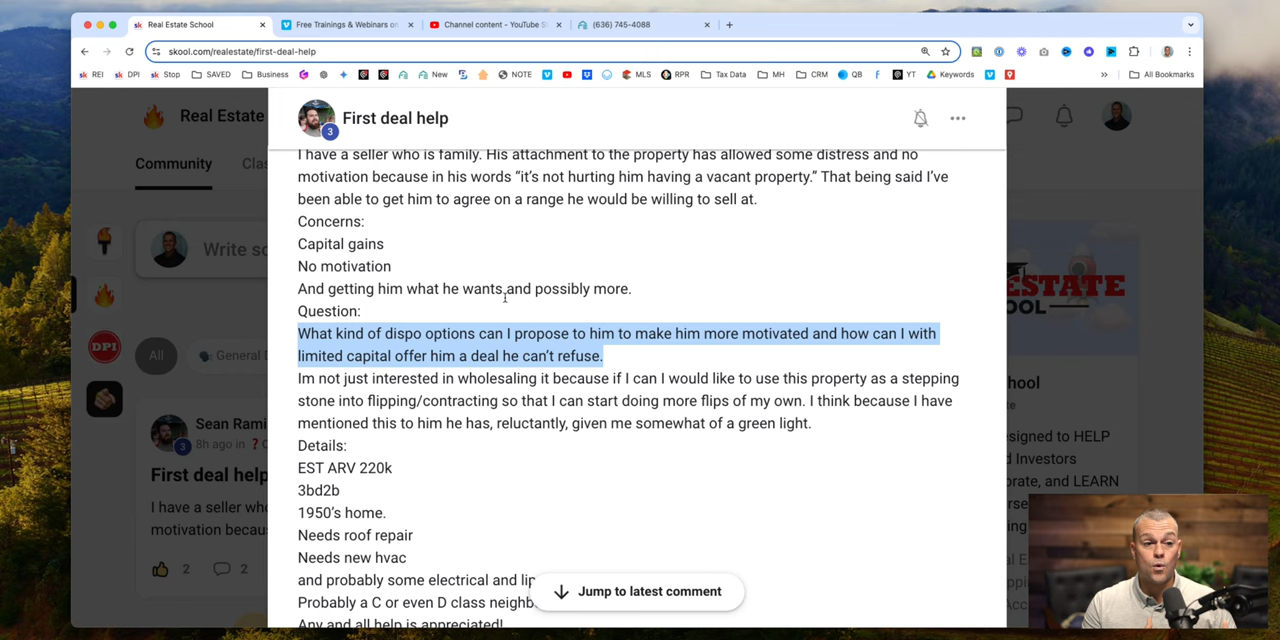 Real Estate School
Free Trainings & Webinars on
Channel content - YouTube S
(636) 745-4088
skool.com/realestate/first-deal-help
REI
DPI
Stop
SAVED
Business
New
NOTE
MLS
RPR
Tax Data
MH
CRM
QB
YT
Keywords
All Bookmarks
Real Estate
First deal help
3
Community
Clas
I have a seller who is family. His attachment to the property has allowed some distress and no
motivation because in his words “it’s not hurting him having a vacant property.” That being said I’ve
been able to get him to agree on a range he would be willing to sell at.
Concerns:
Capital gains
No motivation
And getting him what he wants and possibly more.
Question:
What kind of dispo options can I propose to him to make him more motivated and how can I with
limited capital offer him a deal he can’t refuse.
Im not just interested in wholesaling it because if I can I would like to use this property as a stepping
stone into flipping/contracting so that I can start doing more flips of my own. I think because I have
mentioned this to him he has, reluctantly, given me somewhat of a green light.
Details:
EST ARV 220k
3bd2b
1950’s home.
Needs roof repair
Needs new hvac
and probably some electrical and
Probably a C or even D class
Any and all help is appreciated!
Jump to latest comment
Write so
DPI
All
General
Sean Rami
3
8h ago in
First deal help
I have a seller who
motivation becaus
2
2
ESTATE
OOL
hool
te
signed to HELP
d Investors
orate, and LEARN